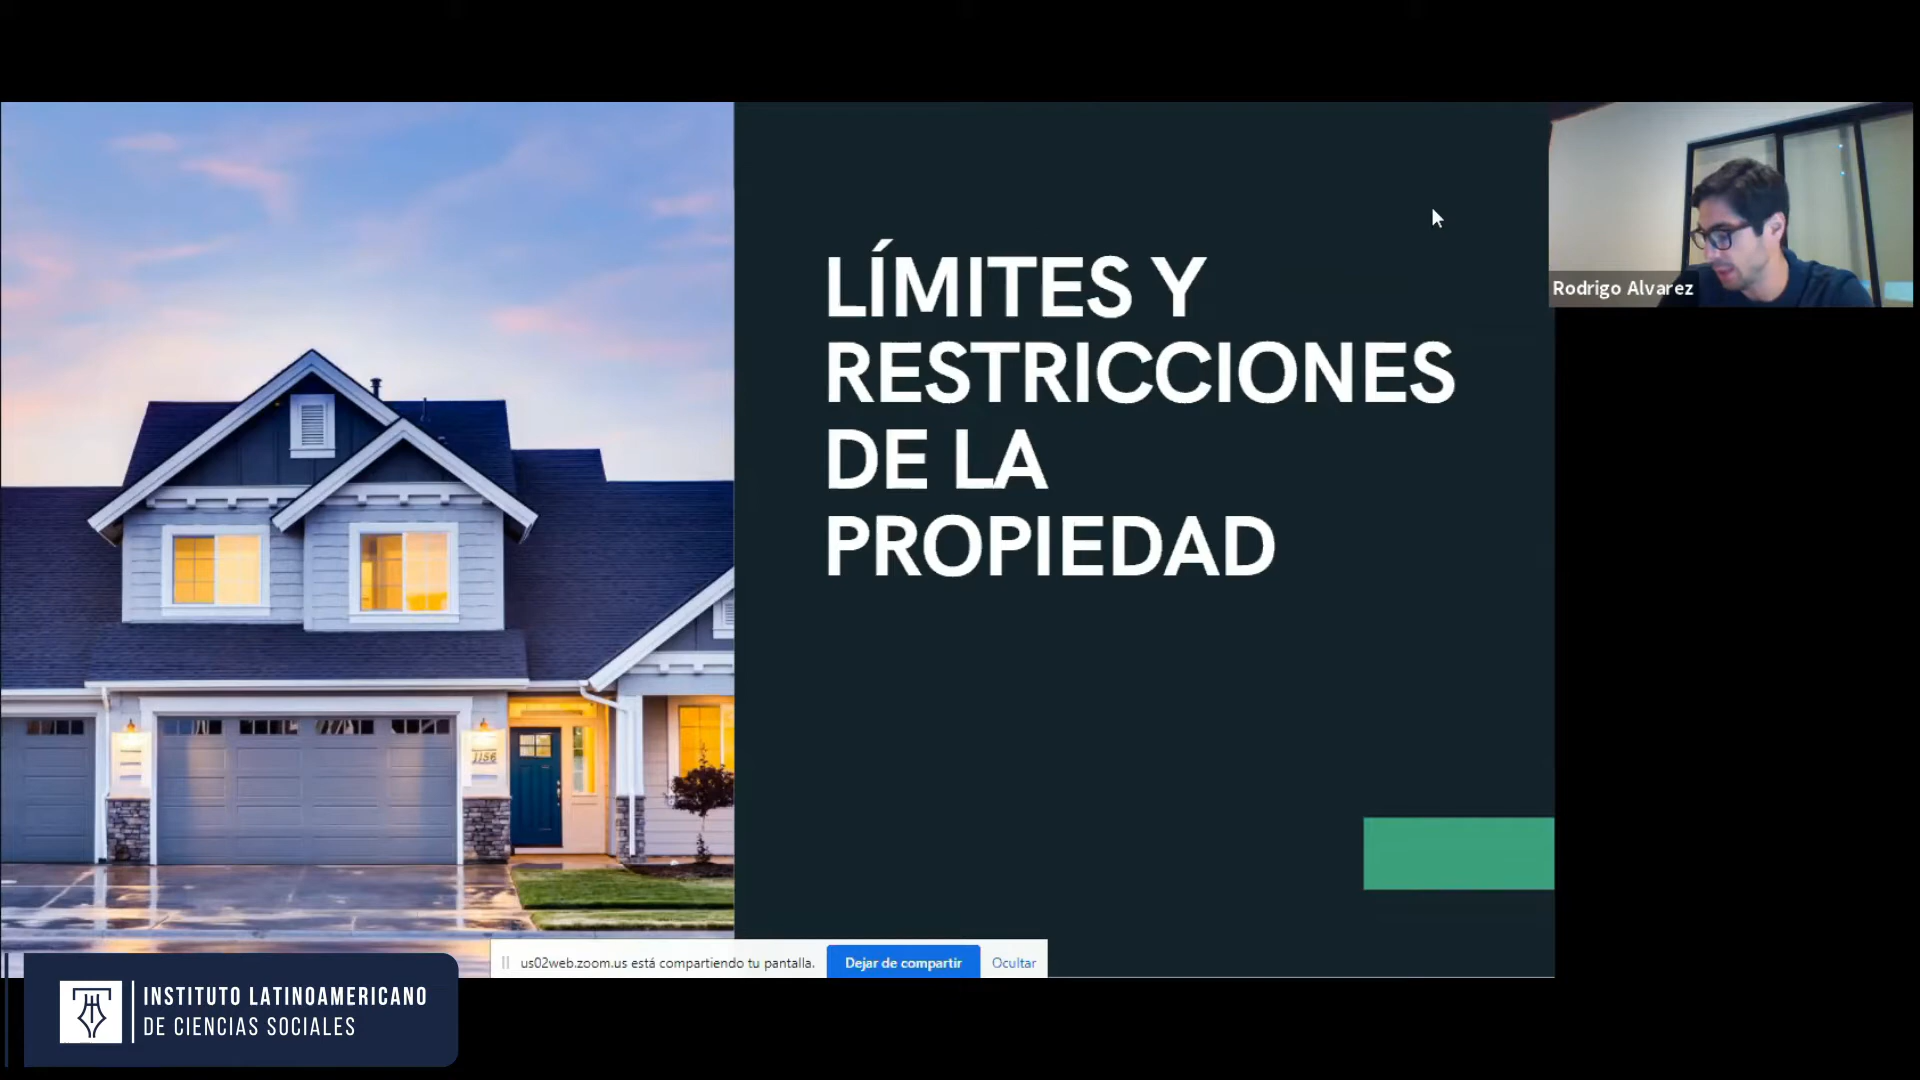 LÍMITES Y
RESTRICCIONES
DE LA
PROPIEDAD
Rodrigo Alvarez
1156
us02web.zoom.us está compartiendo tu pantalla.
Dejar de compartir
Ocultar
INSTITUTO LATINOAMERICANO
DE CIENCIAS SOCIALES